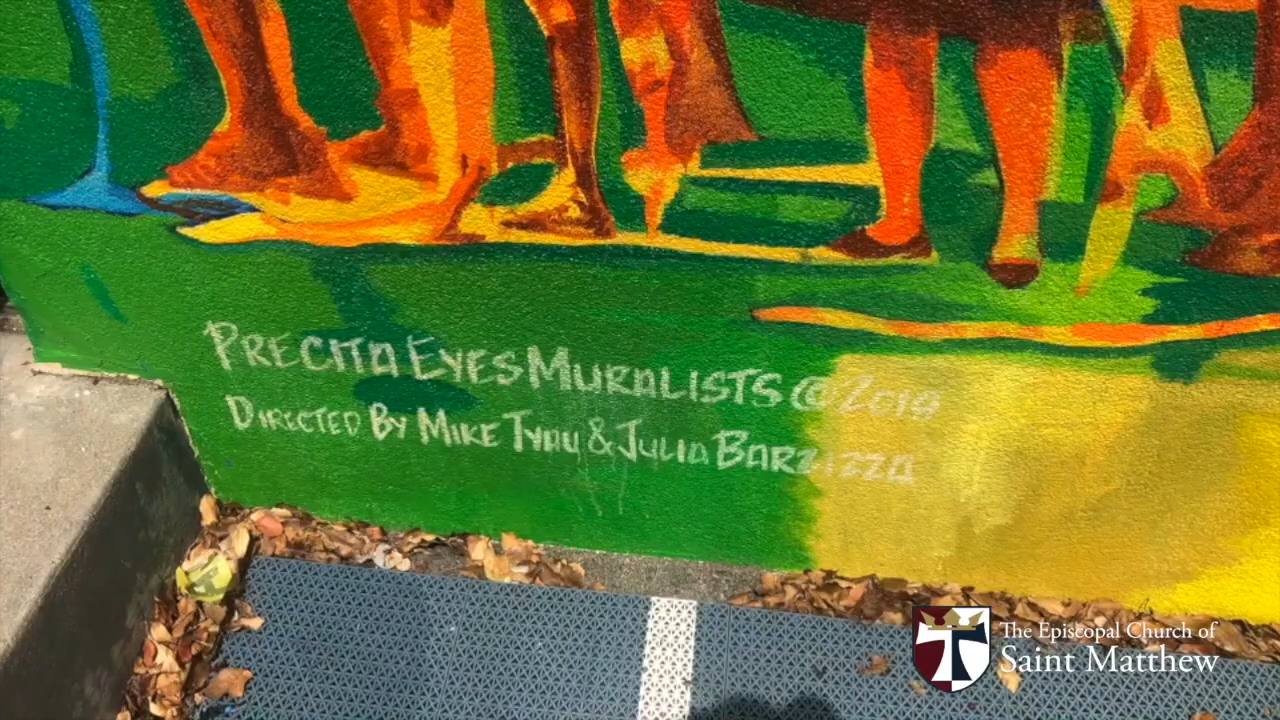 PRECITA EYES MURALISTS @ 2019
DIRECTED BY MIKE TYAU & JULIA BARZIZZA
The Episcopal Church of
Saint Matthew